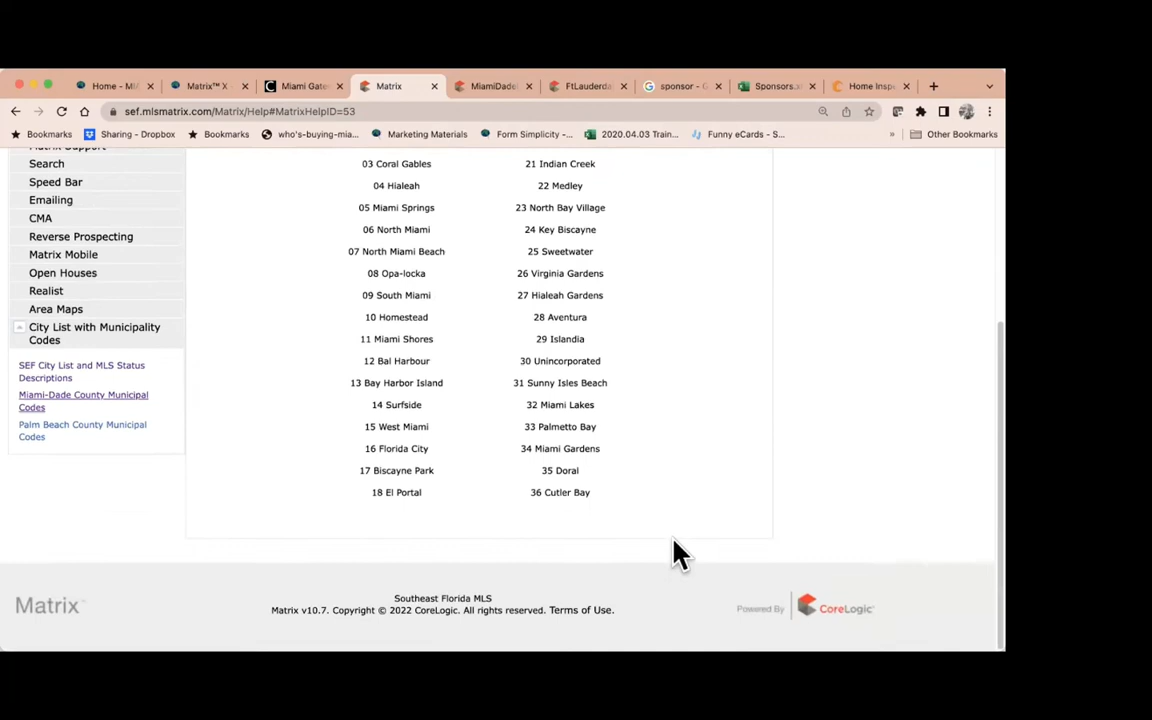 Home - MI
Matrix™ X
Miami Gate
Matrix
MiamiDade
FtLauderda
sponsor - G
Sponsors.x
Home Insp
sef.mlsmatrix.com/Matrix/Help#MatrixHelpID=53
Bookmarks
Sharing - Dropbox
Bookmarks
who's-buying-mia...
Marketing Materials
Form Simplicity -...
2020.04.03 Train...
Funny eCards - S...
»
Other Bookmarks
Matrix Support
Search
Speed Bar
Emailing
CMA
Reverse Prospecting
Matrix Mobile
Open Houses
Realist
Area Maps
City List with Municipality
Codes
SEF City List and MLS Status
Descriptions
Miami-Dade County Municipal
Codes
Palm Beach County Municipal
Codes
03 Coral Gables
21 Indian Creek
04 Hialeah
22 Medley
05 Miami Springs
23 North Bay Village
06 North Miami
24 Key Biscayne
07 North Miami Beach
25 Sweetwater
08 Opa-locka
26 Virginia Gardens
09 South Miami
27 Hialeah Gardens
10 Homestead
28 Aventura
11 Miami Shores
29 Islandia
12 Bal Harbour
30 Unincorporated
13 Bay Harbor Island
31 Sunny Isles Beach
14 Surfside
32 Miami Lakes
15 West Miami
33 Palmetto Bay
16 Florida City
34 Miami Gardens
17 Biscayne Park
35 Doral
18 El Portal
36 Cutler Bay
Matrix™
Southeast Florida MLS
Matrix v10.7. Copyright © 2022 CoreLogic. All rights reserved. Terms of Use.
Powered By
CoreLogic